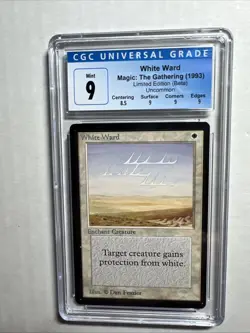 CGC UNIVERSAL GRADE
Mint
9
White Ward
Magic: The Gathering (1993)
Limited Edition (Beta)
Uncommon
Centering Surface Corners Edges
8.5 9 9 9
White Ward
Enchant Creature
Target creature gains
protection from white.
Illus. © Dan Frazier